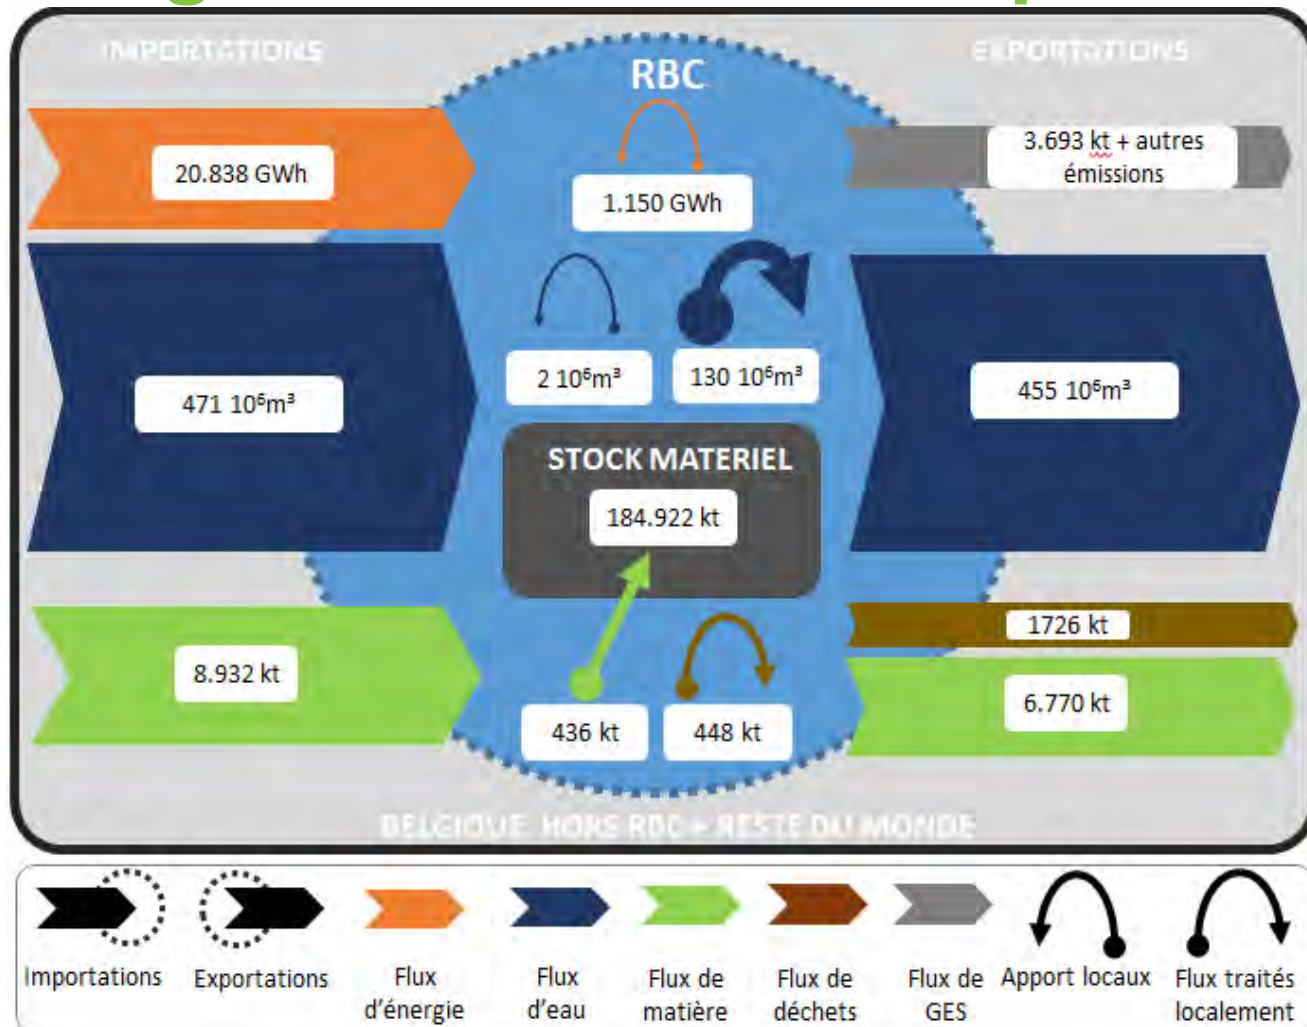 IMPORTATIONS
EXPORTATIONS
RBC
20.838 GWh
1.150 GWh
3.693 kt + autres
émissions
471 10⁶m³
2 10⁶m³
130 10⁶m³
455 10⁶m³
STOCK MATERIEL
184.922 kt
8.932 kt
436 kt
448 kt
1726 kt
6.770 kt
BELGIQUE HORS RBC + RESTE DU MONDE
Importations
Exportations
Flux
d'énergie
Flux
d'eau
Flux de
matière
Flux de
déchets
Flux de
GES
Apport locaux
Flux traités
localement